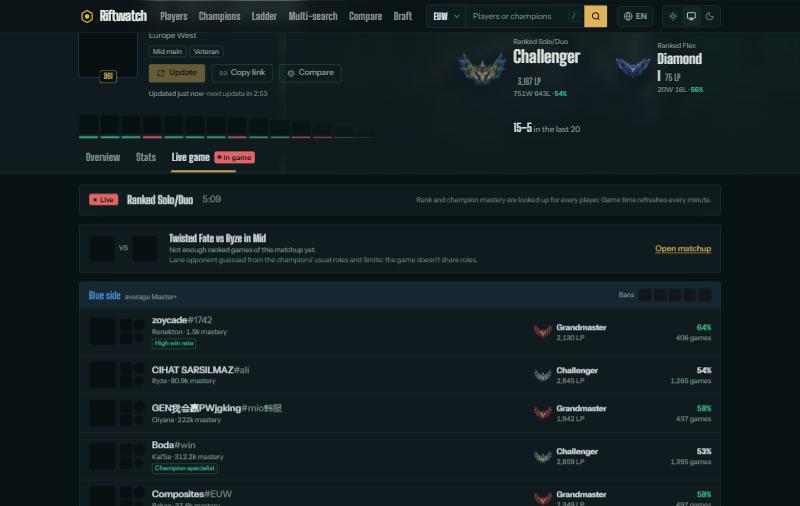 Riftwatch Players Champions Ladder Multi-search Compare Draft EUW Players or champions / EN
Europe West
Mid main Veteran
961
Update Copy link Compare
Updated just now · next update in 2:53
Ranked Solo/Duo
Challenger
3,187 LP
751W 643L · 54%
Ranked Flex
Diamond
I 75 LP
20W 16L · 56%
15–5 in the last 20
Overview Stats Live game In game
Live Ranked Solo/Duo 5:09 Rank and champion mastery are looked up for every player. Game time refreshes every minute.
VS
Twisted Fate vs Ryze in Mid
Not enough ranked games of this matchup yet.
Lane opponent guessed from the champions' usual roles and Smite: the game doesn't share roles.
Open matchup
Blue side average Master+ Bans
zoycade#1742
Renekton · 1.5k mastery
High win rate
Grandmaster
2,130 LP
64%
406 games
CIHAT SARSILMAZ#ali
Ryze · 80.9k mastery
Challenger
2,845 LP
54%
1,265 games
GEN我会赢PWjgking#mio韩服
Qiyana · 222k mastery
Grandmaster
1,942 LP
58%
437 games
Boda#win
Kai'Sa · 312.2k mastery
Champion specialist
Challenger
2,859 LP
53%
1,395 games
Composites#EUW
Grandmaster
59%